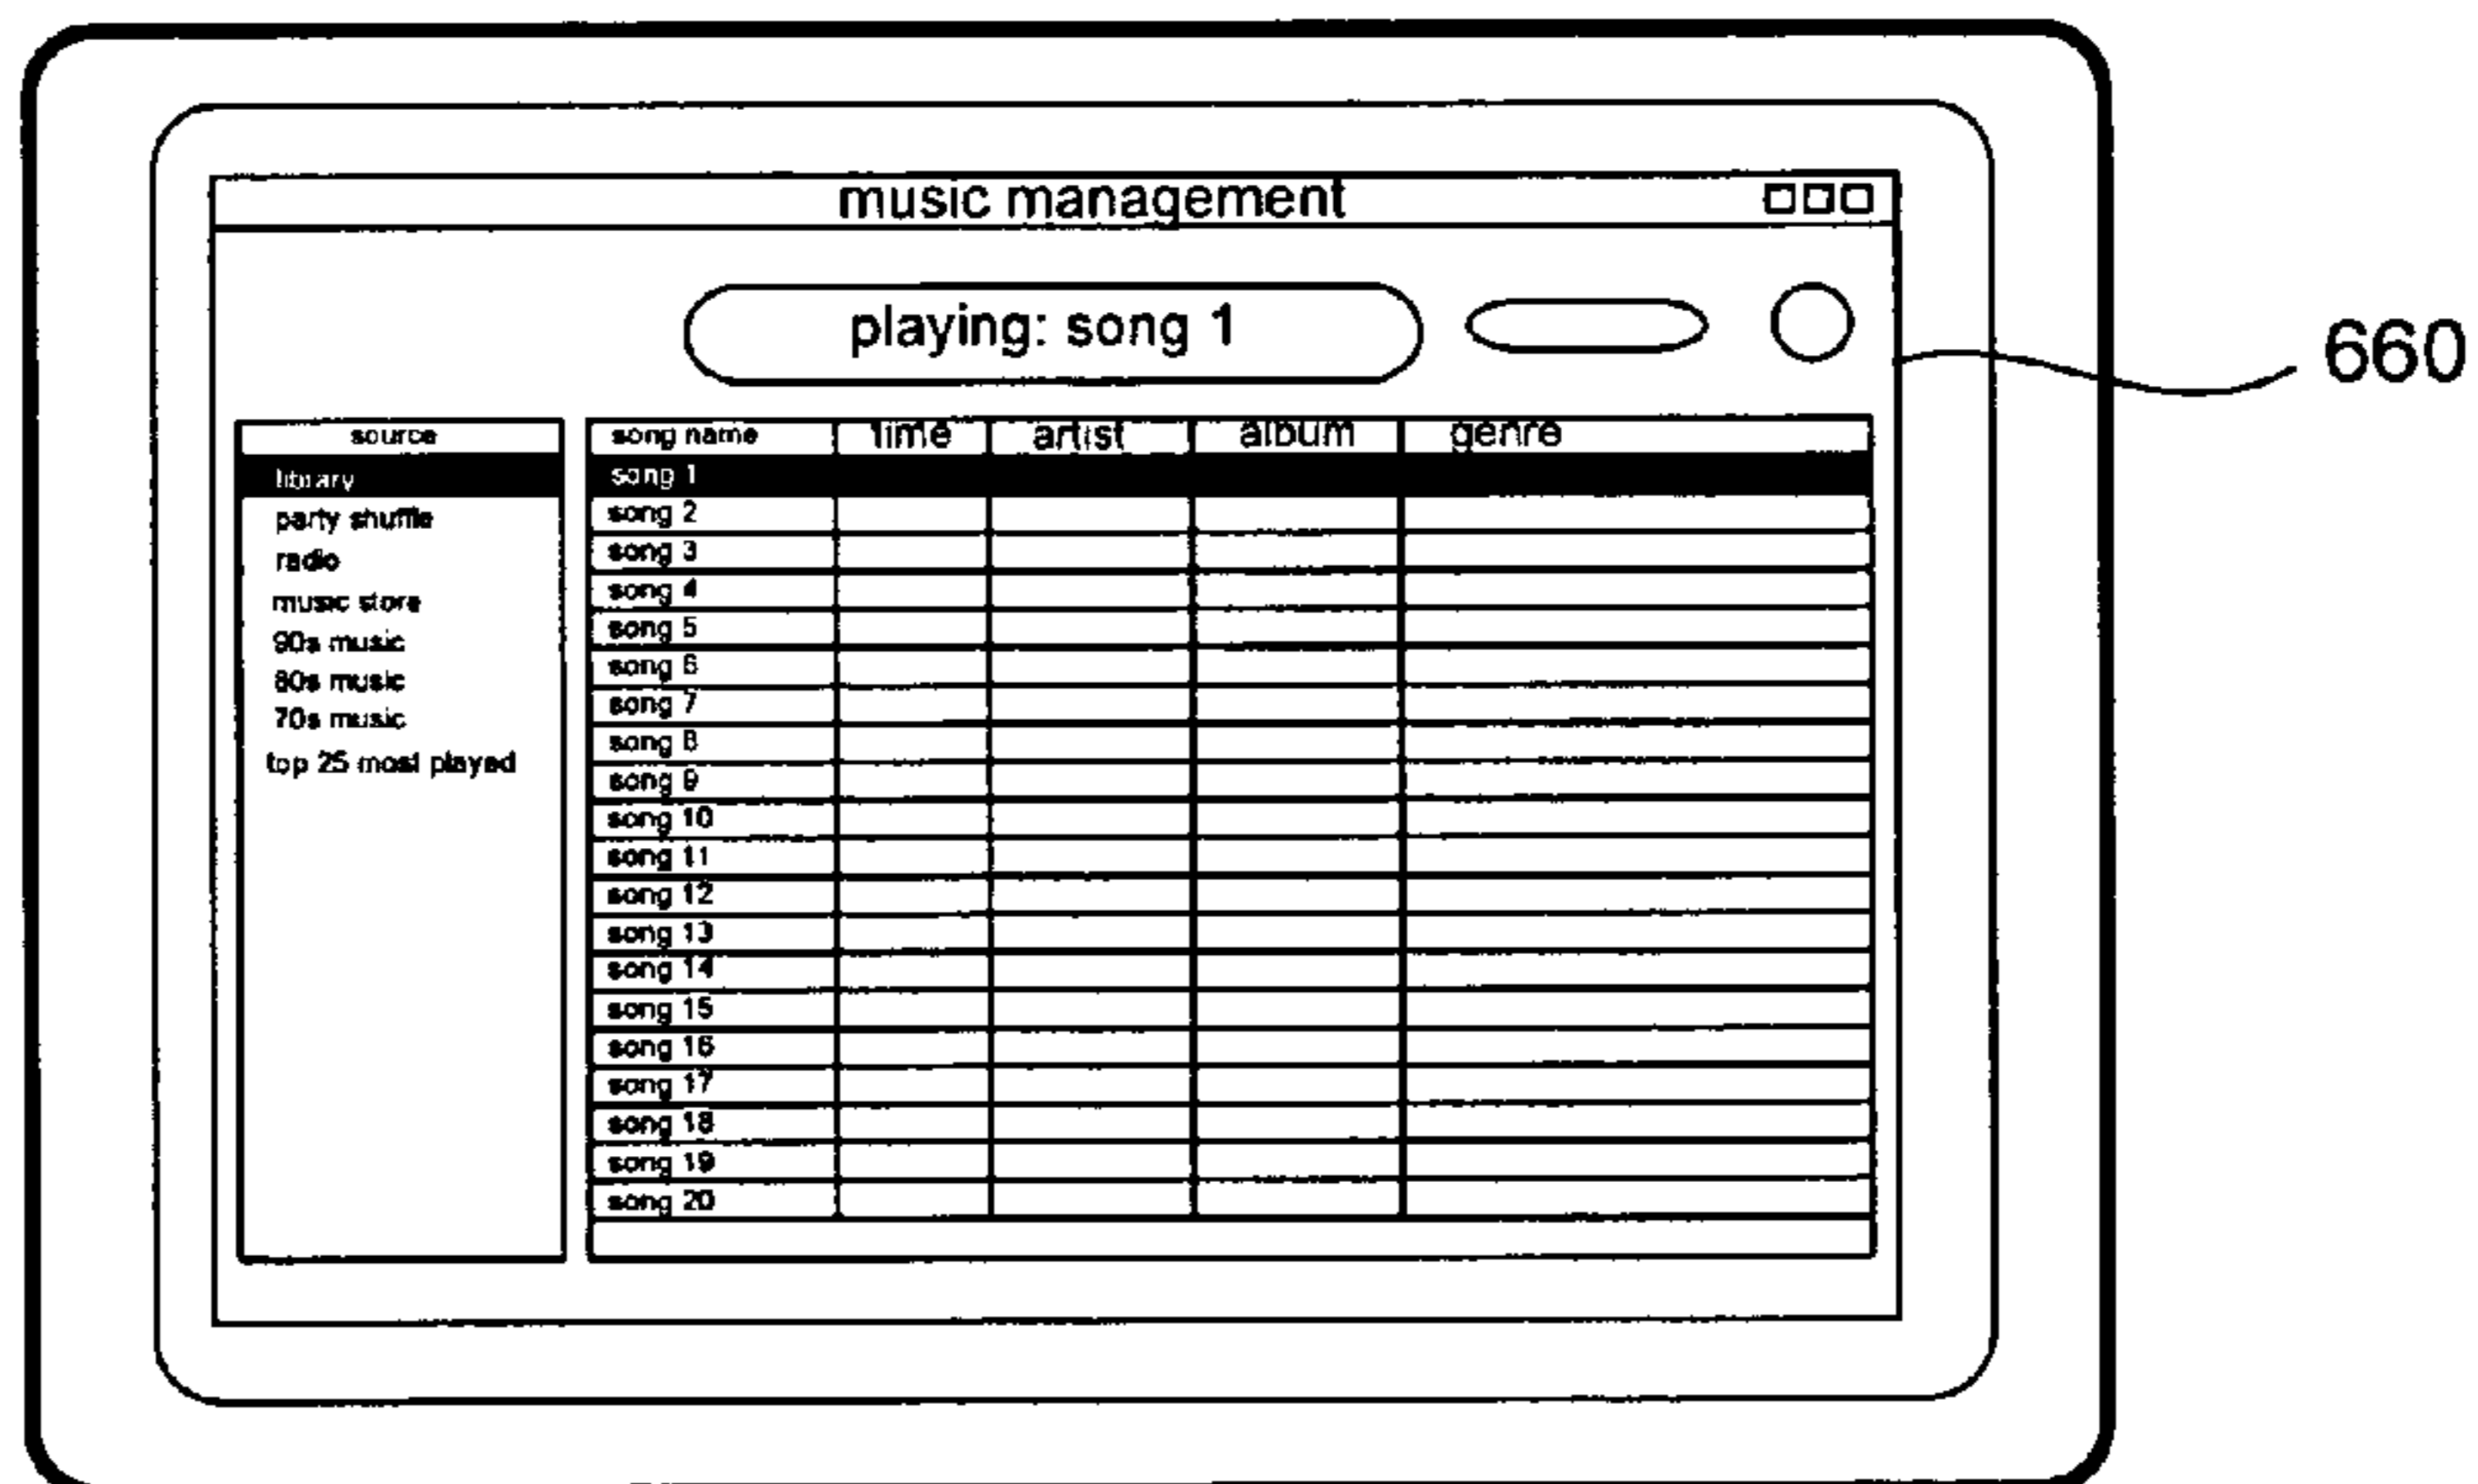 music management
playing: song 1
660
source
library
party shuffle
radio
music store
90s music
80s music
70s music
top 25 most played
song name time artist album genre
song 1
song 2
song 3
song 4
song 5
song 6
song 7
song 8
song 9
song 10
song 11
song 12
song 13
song 14
song 15
song 16
song 17
song 18
song 19
song 20